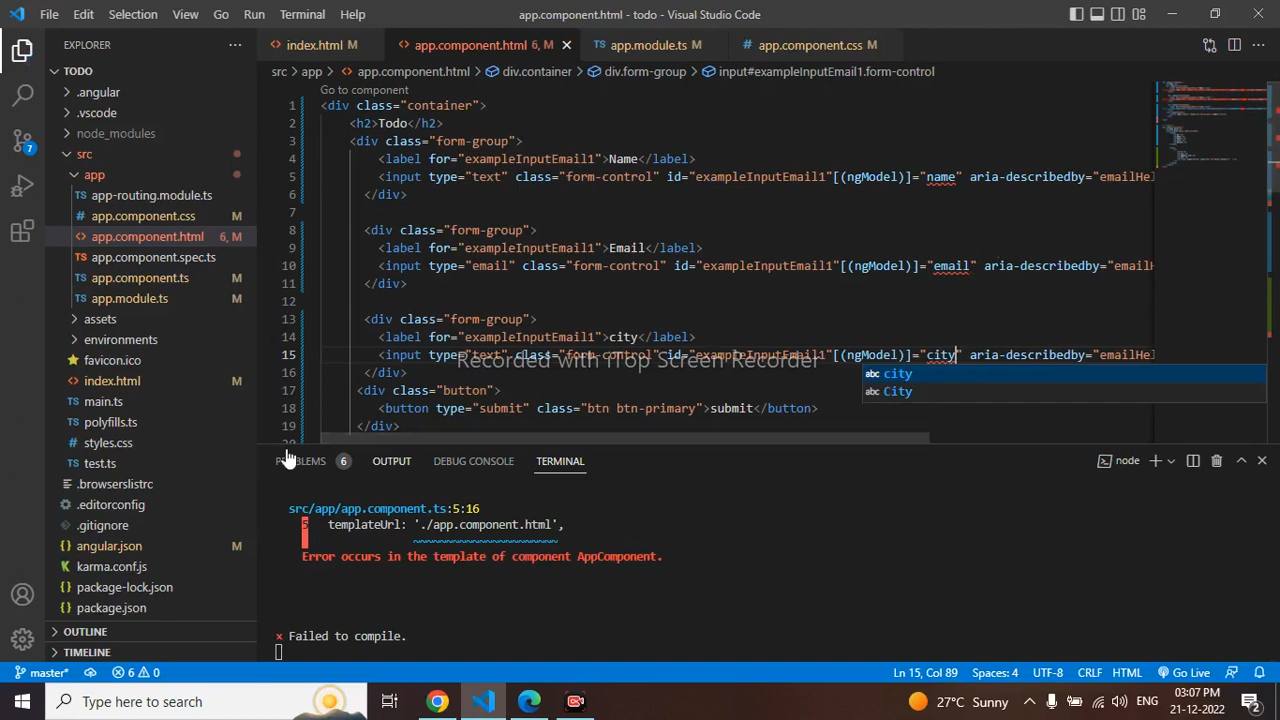 File Edit Selection View Go Run Terminal Help
app.component.html - todo - Visual Studio Code
EXPLORER
index.html M
app.component.html 6, M
app.module.ts M
app.component.css M
TODO
src > app > app.component.html > div.container > div.form-group > input#exampleInputEmail1.form-control
.angular
.vscode
node_modules
src
app
app-routing.module.ts
app.component.css M
app.component.html 6, M
app.component.spec.ts
app.component.ts M
app.module.ts M
assets
environments
favicon.ico
index.html M
main.ts
polyfills.ts
styles.css
test.ts
.browserslistrc
.editorconfig
.gitignore
angular.json M
karma.conf.js
package-lock.json
package.json
OUTLINE
TIMELINE
7
Go to component
1 <div class="container">
2 <h2>Todo</h2>
3 <div class="form-group">
4 <label for="exampleInputEmail1">Name</label>
5 <input type="text" class="form-control" id="exampleInputEmail1"[(ngModel)]="name" aria-describedby="emailHel
6 </div>
7
8 <div class="form-group">
9 <label for="exampleInputEmail1">Email</label>
10 <input type="email" class="form-control" id="exampleInputEmail1"[(ngModel)]="email" aria-describedby="emailH
11 </div>
12
13 <div class="form-group">
14 <label for="exampleInputEmail1">city</label>
15 <input type="text" class="form-control" id="exampleInputEmail1"[(ngModel)]="city" aria-describedby="emailHel
Recorded with iTop Screen Recorder
abc city
abc City
16 </div>
17 <div class="button">
18 <button type="submit" class="btn btn-primary">submit</button>
19 </div>
20
PROBLEMS 6 OUTPUT DEBUG CONSOLE TERMINAL
node
src/app/app.component.ts:5:16
5 templateUrl: './app.component.html',
~~~~~~~~~~~~~~~~~~~~~~
Error occurs in the template of component AppComponent.
× Failed to compile.
master* 6 0
Ln 15, Col 89 Spaces: 4 UTF-8 CRLF HTML Go Live
Type here to search
27°C Sunny
ENG
03:07 PM
21-12-2022
2